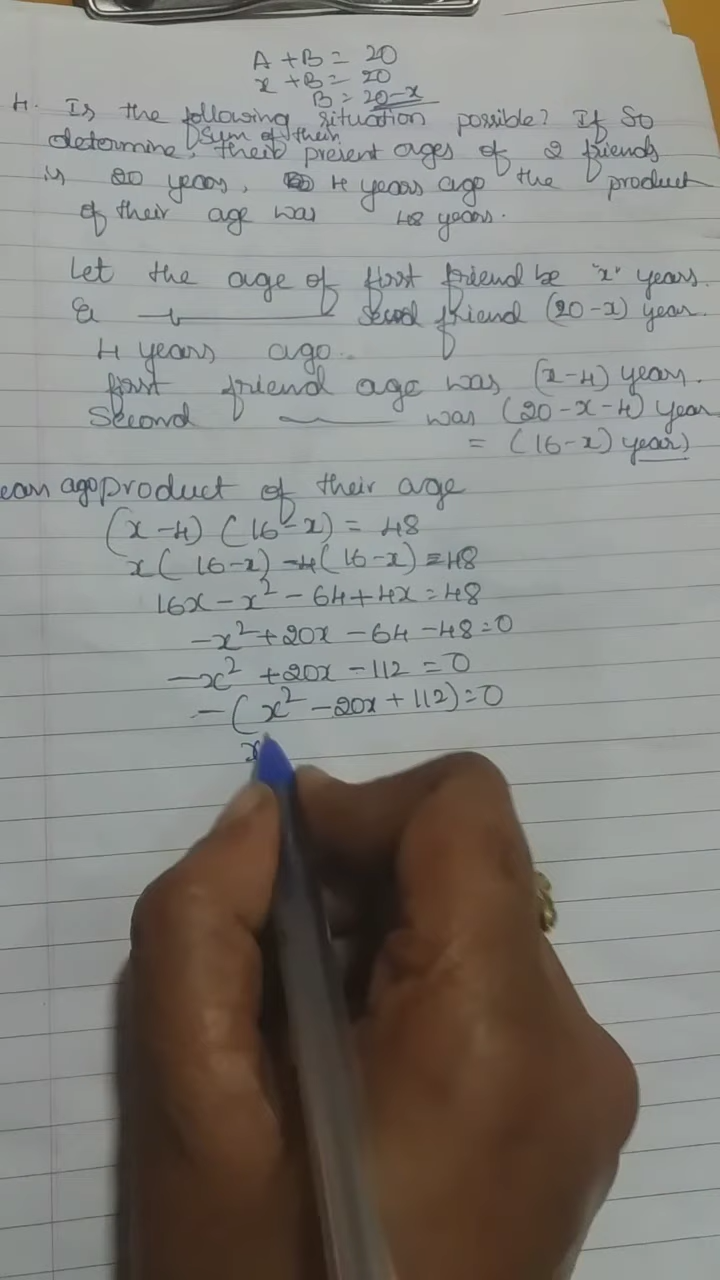 A + B = 20
x + B = 20
B = 20 - x
4. Is the following situation possible? If So
Sum of their
determine, their present ages of 2 friends
is 20 years, 4 years ago the product
of their age was 48 years.
Let the age of first friend be "x" years.
& second friend (20 - x) year.
4 years ago.
first friend age was (x - 4) years.
Second was (20 - x - 4) year
= (16 - x) years)
ago product of their age
(x - 4) (16 - x) = 48
x (16 - x) - 4 (16 - x) = 48
16x - x² - 64 + 4x = 48
-x² + 20x - 64 - 48 = 0
-x² + 20x - 112 = 0
- (x² - 20x + 112) = 0
x